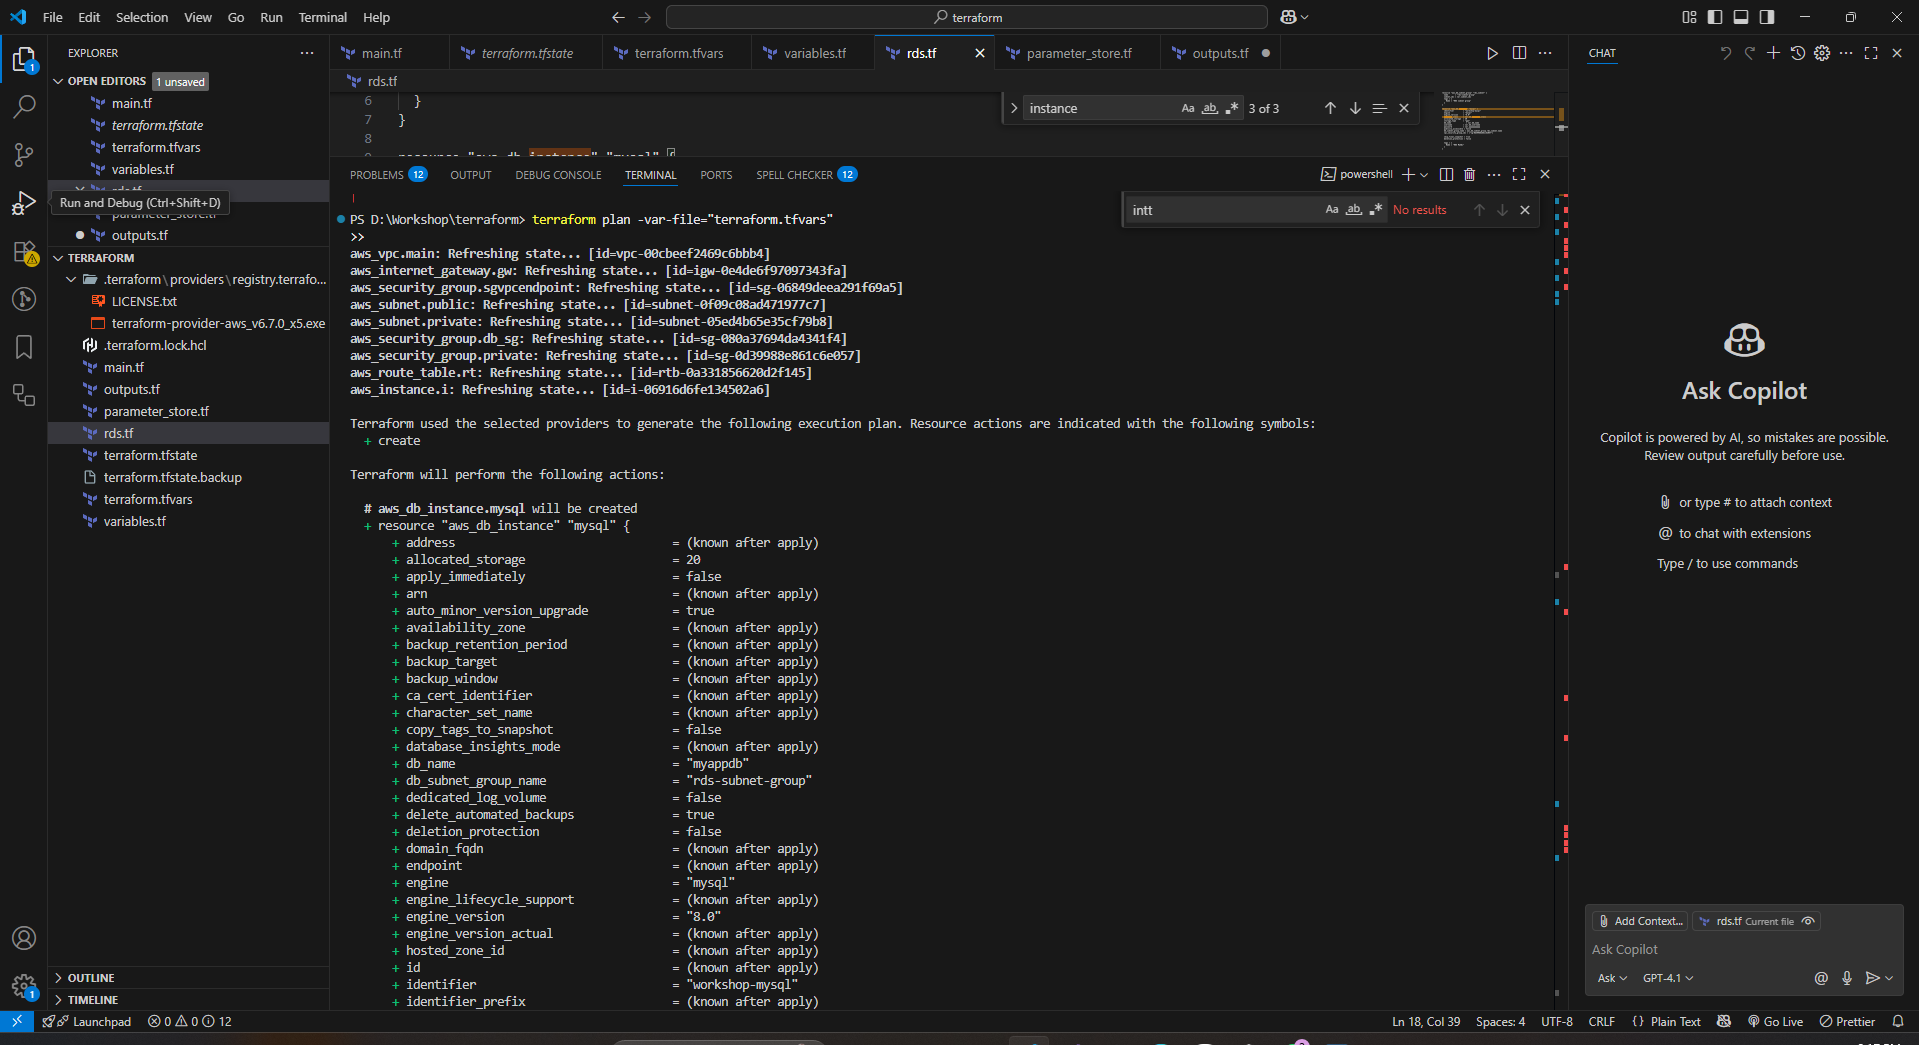 File Edit Selection View Go Run Terminal Help
terraform
EXPLORER
OPEN EDITORS 1 unsaved
main.tf
terraform.tfstate
terraform.tfvars
variables.tf
Run and Debug (Ctrl+Shift+D)
outputs.tf
TERRAFORM
.terraform\providers\registry.terrafo...
LICENSE.txt
terraform-provider-aws_v6.7.0_x5.exe
.terraform.lock.hcl
main.tf
outputs.tf
parameter_store.tf
rds.tf
terraform.tfstate
terraform.tfstate.backup
terraform.tfvars
variables.tf
OUTLINE
TIMELINE
main.tf terraform.tfstate terraform.tfvars variables.tf rds.tf parameter_store.tf outputs.tf
rds.tf
6 }
7 }
8
instance Aa ab 3 of 3
PROBLEMS 12 OUTPUT DEBUG CONSOLE TERMINAL PORTS SPELL CHECKER 12
powershell
intt Aa ab No results
PS D:\Workshop\terraform> terraform plan -var-file="terraform.tfvars"
>>
aws_vpc.main: Refreshing state... [id=vpc-00cbeef2469c6bbb4]
aws_internet_gateway.gw: Refreshing state... [id=igw-0e4de6f97097343fa]
aws_security_group.sgvpcendpoint: Refreshing state... [id=sg-06849deea291f69a5]
aws_subnet.public: Refreshing state... [id=subnet-0f09c08ad471977c7]
aws_subnet.private: Refreshing state... [id=subnet-05ed4b65e35cf79b8]
aws_security_group.db_sg: Refreshing state... [id=sg-080a37694da4341f4]
aws_security_group.private: Refreshing state... [id=sg-0d39988e861c6e057]
aws_route_table.rt: Refreshing state... [id=rtb-0a331856620d2f145]
aws_instance.i: Refreshing state... [id=i-06916d6fe134502a6]
Terraform used the selected providers to generate the following execution plan. Resource actions are indicated with the following symbols:
+ create
Terraform will perform the following actions:
# aws_db_instance.mysql will be created
+ resource "aws_db_instance" "mysql" {
+ address = (known after apply)
+ allocated_storage = 20
+ apply_immediately = false
+ arn = (known after apply)
+ auto_minor_version_upgrade = true
+ availability_zone = (known after apply)
+ backup_retention_period = (known after apply)
+ backup_target = (known after apply)
+ backup_window = (known after apply)
+ ca_cert_identifier = (known after apply)
+ character_set_name = (known after apply)
+ copy_tags_to_snapshot = false
+ database_insights_mode = (known after apply)
+ db_name = "myappdb"
+ db_subnet_group_name = "rds-subnet-group"
+ dedicated_log_volume = false
+ delete_automated_backups = true
+ deletion_protection = false
+ domain_fqdn = (known after apply)
+ endpoint = (known after apply)
+ engine = "mysql"
+ engine_lifecycle_support = (known after apply)
+ engine_version = "8.0"
+ engine_version_actual = (known after apply)
+ hosted_zone_id = (known after apply)
+ id = (known after apply)
+ identifier = "workshop-mysql"
+ identifier_prefix = (known after apply)
CHAT
Ask Copilot
Copilot is powered by AI, so mistakes are possible.
Review output carefully before use.
or type # to attach context
@ to chat with extensions
Type / to use commands
Add Context... rds.tf Current file
Ask Copilot
Ask GPT-4.1
Launchpad 0 0 12
Ln 18, Col 39 Spaces: 4 UTF-8 CRLF {} Plain Text Go Live Prettier